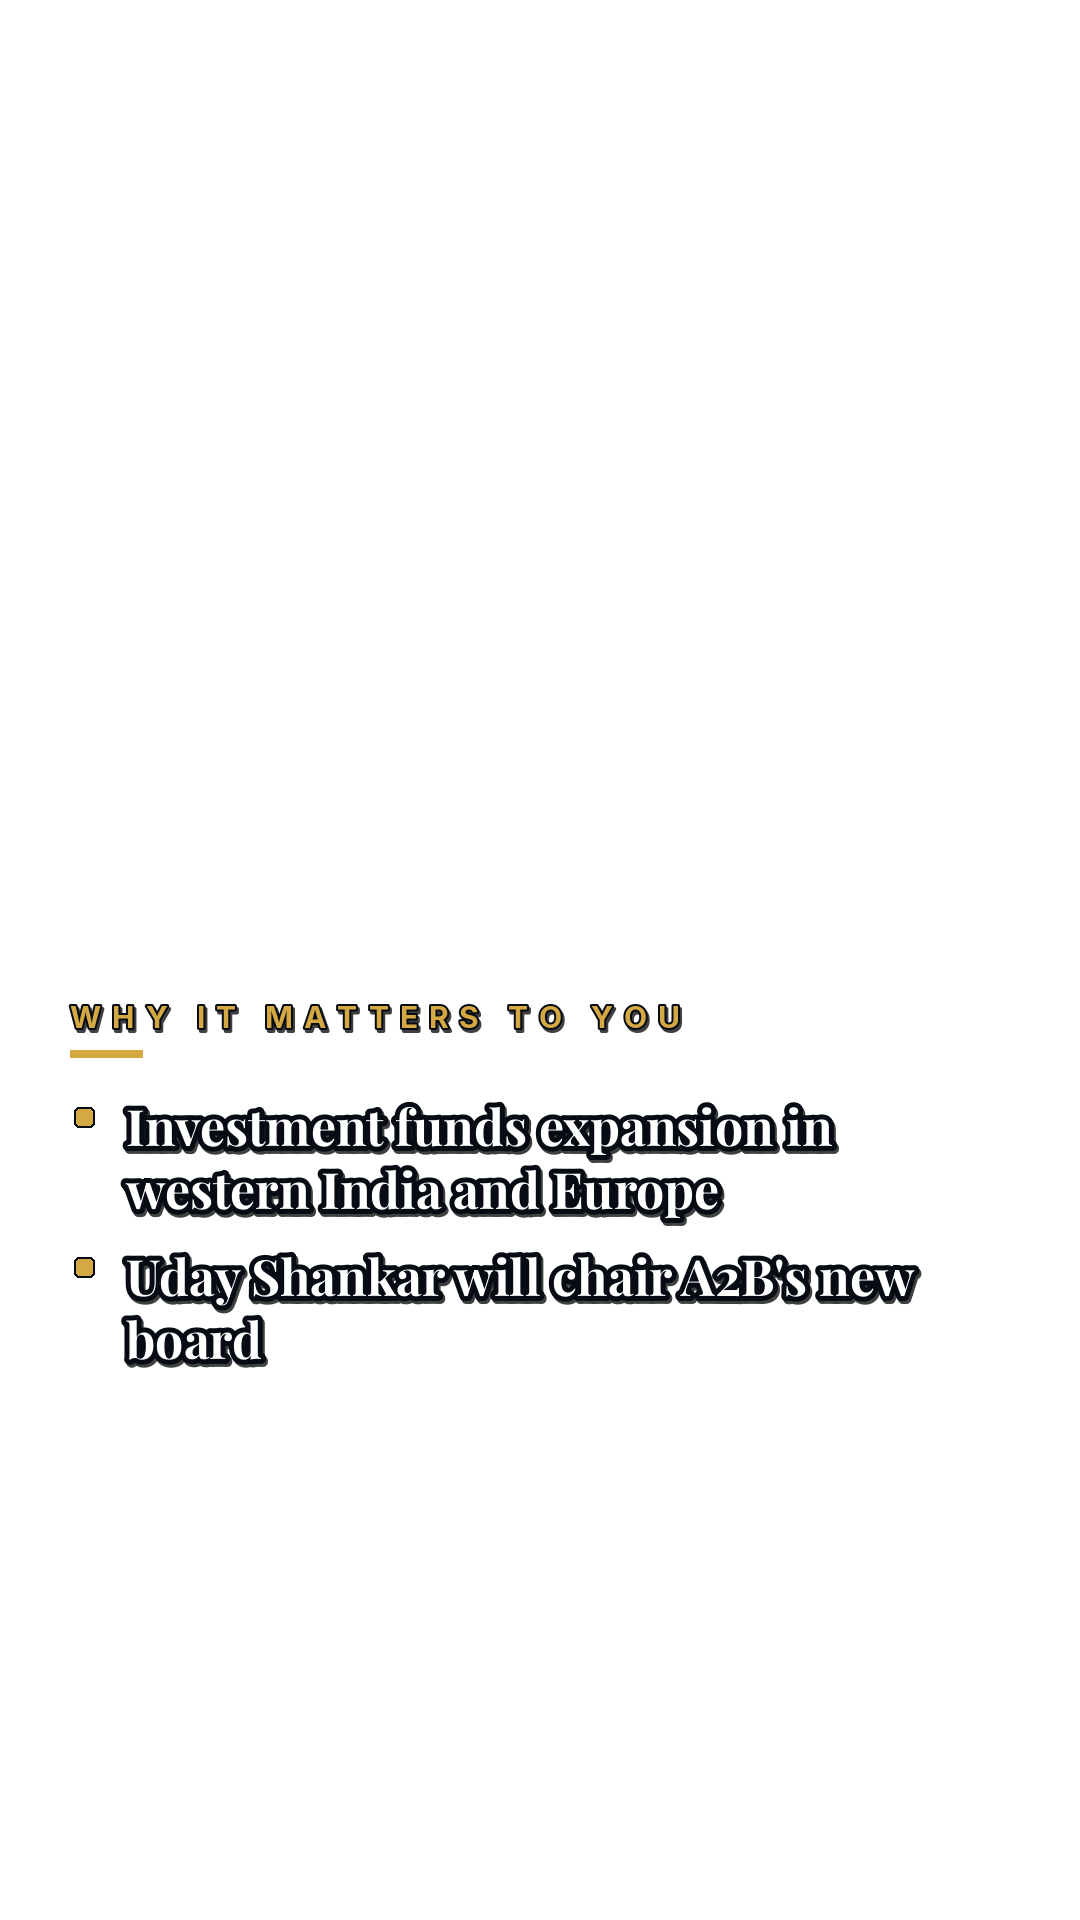 WHY IT MATTERS TO YOU
Investment funds expansion in
western India and Europe
Uday Shankar will chair A2B's new
board